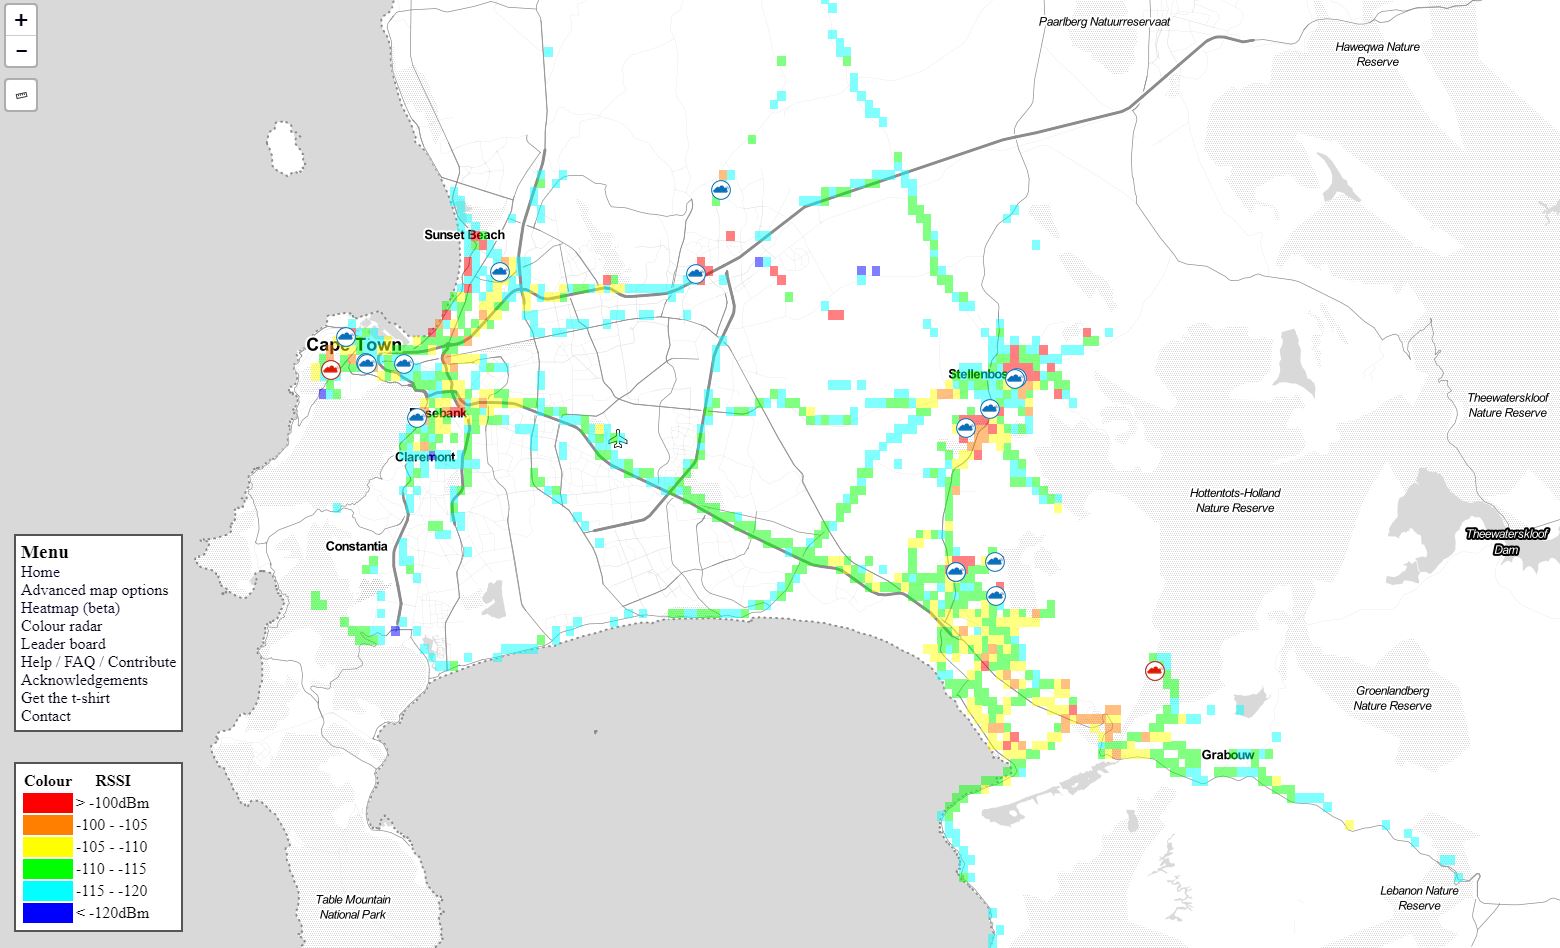 +
−
Paarlberg Natuurreservaat
Haweqwa Nature
Reserve
Sunset Beach
Cape Town
Stellenbos
Theewaterskloof
Nature Reserve
sebank
Claremont
Hottentots-Holland
Nature Reserve
Theewaterskloof
Dam
Constantia
Menu
Home
Advanced map options
Heatmap (beta)
Colour radar
Leader board
Help / FAQ / Contribute
Acknowledgements
Get the t-shirt
Contact
Groenlandberg
Nature Reserve
Grabouw
Colour RSSI
> -100dBm
-100 - -105
-105 - -110
-110 - -115
-115 - -120
< -120dBm
Table Mountain
National Park
Lebanon Nature
Reserve